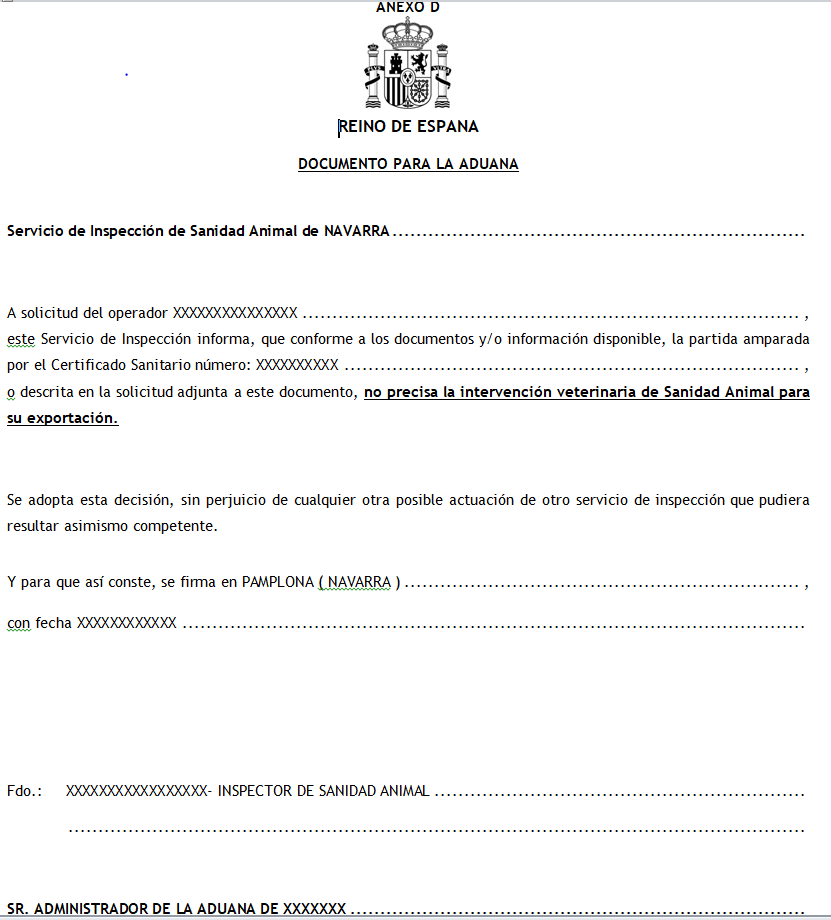 ANEXO D
PLVS VLTRA
REINO DE ESPANA
DOCUMENTO PARA LA ADUANA
Servicio de Inspección de Sanidad Animal de NAVARRA ......................................................................
A solicitud del operador XXXXXXXXXXXXXXX .................................................................................... ,
este Servicio de Inspección informa, que conforme a los documentos y/o información disponible, la partida amparada
por el Certificado Sanitario número: XXXXXXXXXX ............................................................................. ,
o descrita en la solicitud adjunta a este documento, no precisa la intervención veterinaria de Sanidad Animal para
su exportación.
Se adopta esta decisión, sin perjuicio de cualquier otra posible actuación de otro servicio de inspección que pudiera
resultar asimismo competente.
Y para que así conste, se firma en PAMPLONA ( NAVARRA ) ................................................................... ,
con fecha XXXXXXXXXXXX .........................................................................................................
Fdo.: XXXXXXXXXXXXXXXXX- INSPECTOR DE SANIDAD ANIMAL ...............................................................
.............................................................................................................................
SR. ADMINISTRADOR DE LA ADUANA DE XXXXXXX .............................................................................